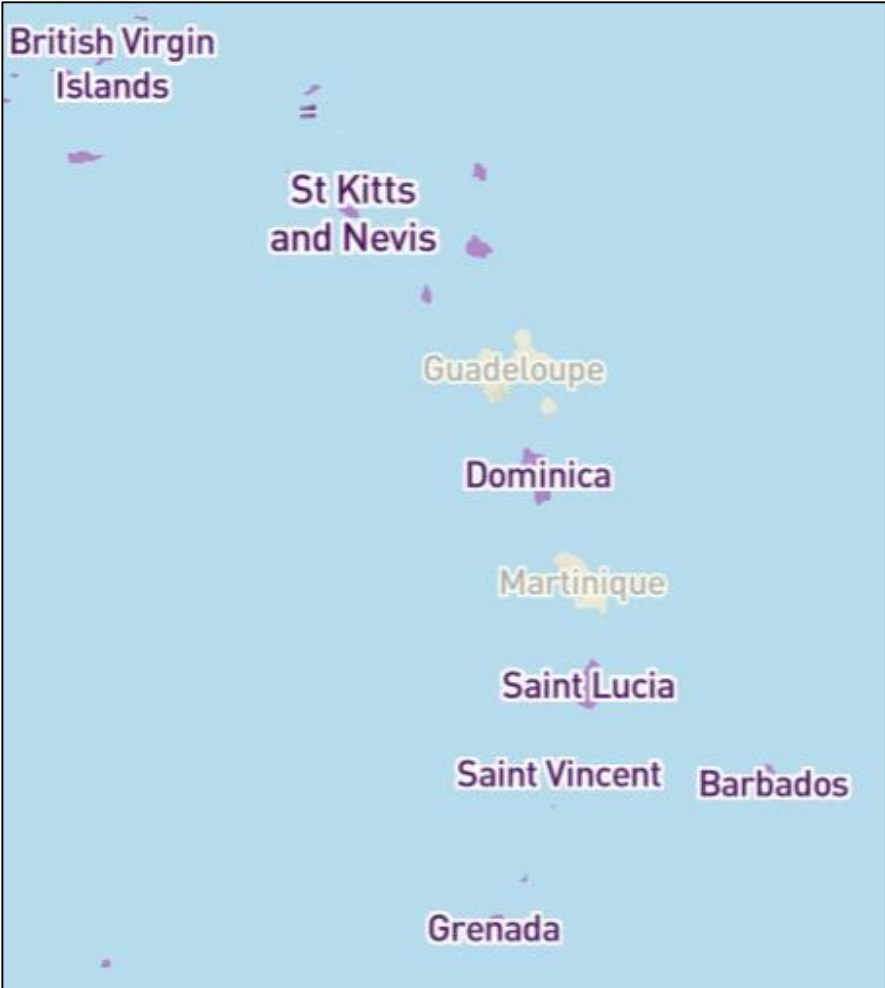 British Virgin
Islands
St Kitts
and Nevis
Guadeloupe
Dominica
Martinique
Saint Lucia
Saint Vincent
Barbados
Grenada